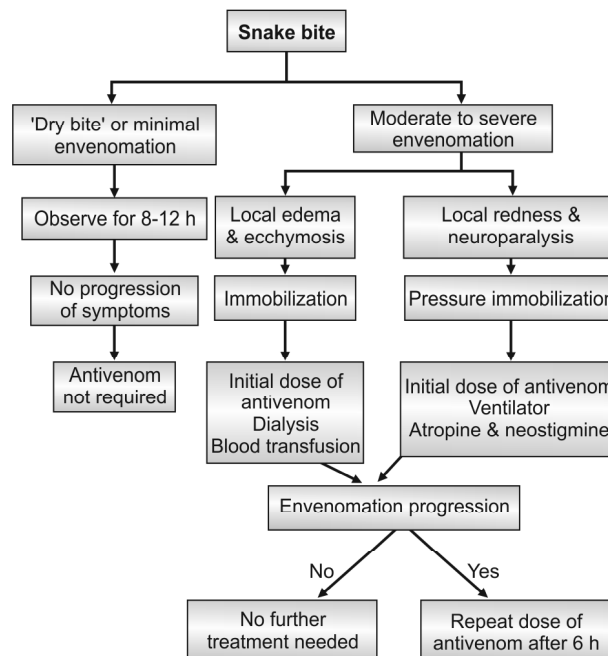 Snake bite
'Dry bite' or minimal
envenomation
Moderate to severe
envenomation
Observe for 8-12 h
Local edema
& ecchymosis
Local redness &
neuroparalysis
No progression
of symptoms
Immobilization
Pressure immobilization
Antivenom
not required
Initial dose of
antivenom
Dialysis
Blood transfusion
Initial dose of antivenom
Ventilator
Atropine & neostigmine
Envenomation progression
No
Yes
No further
treatment needed
Repeat dose of
antivenom after 6 h